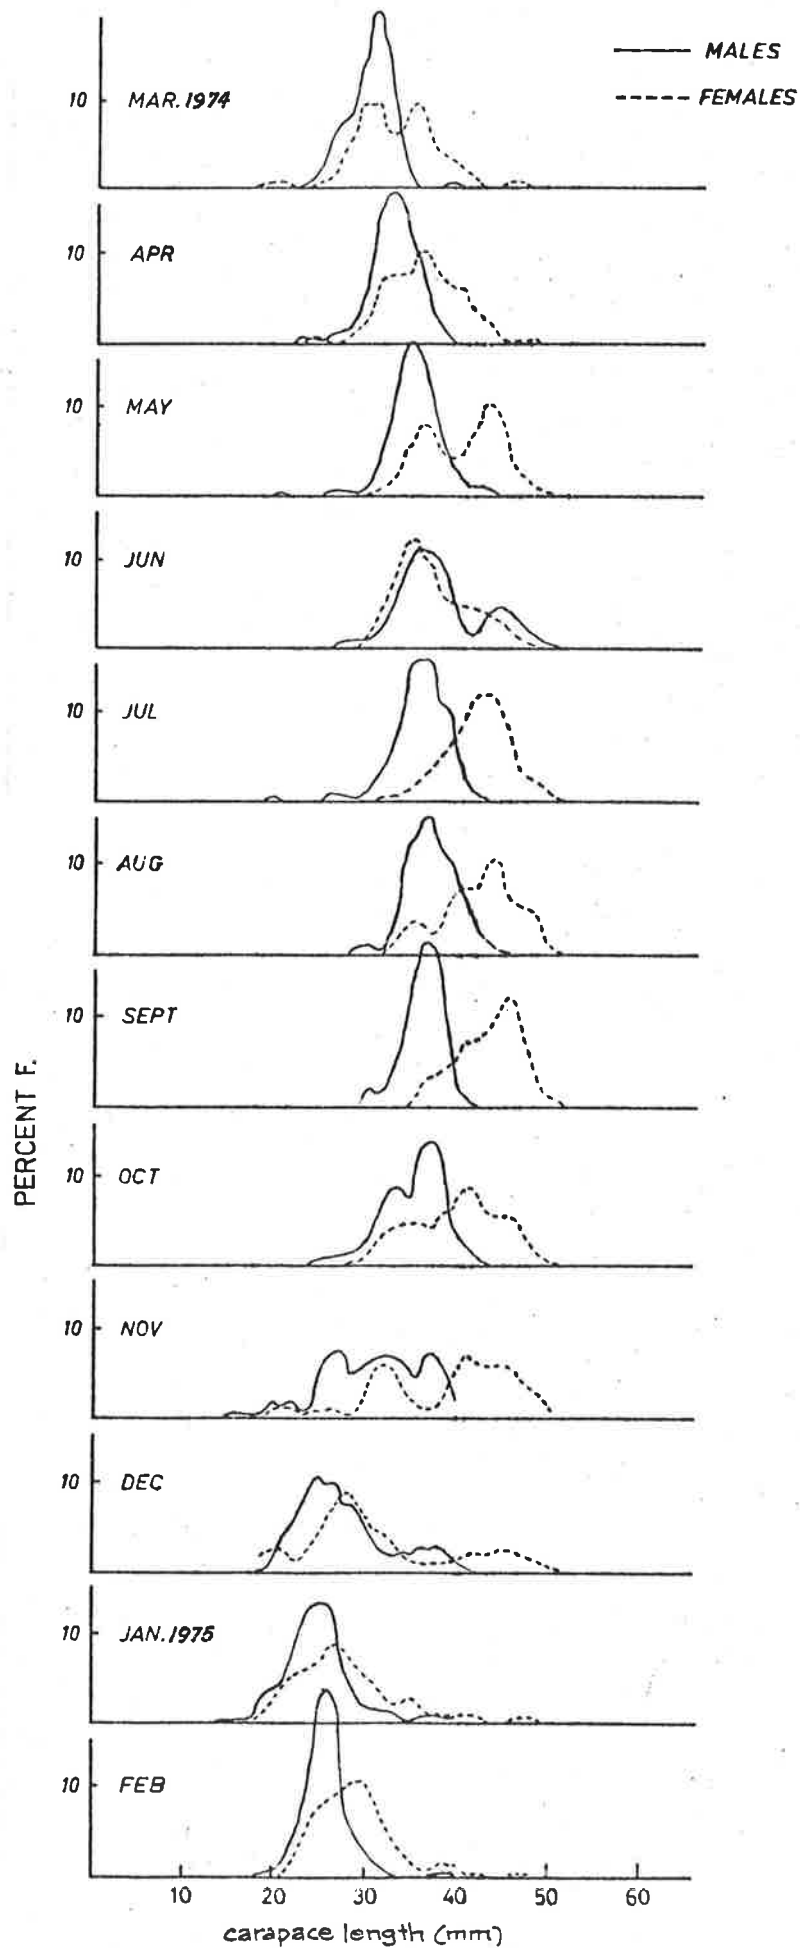 MALES
FEMALES
10 MAR. 1974
10 APR
10 MAY
10 JUN
10 JUL
10 AUG
10 SEPT
PERCENT F.
10 OCT
10 NOV
10 DEC
10 JAN. 1975
10 FEB
10 20 30 40 50 60
carapace length (mm)